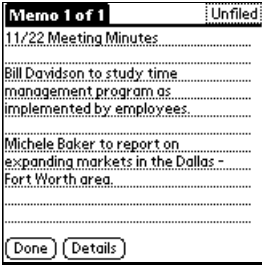 Memo 1 of 1
Unfiled
11/22 Meeting Minutes
Bill Davidson to study time
management program as
implemented by employees.
Michele Baker to report on
expanding markets in the Dallas -
Fort Worth area.
Done
Details